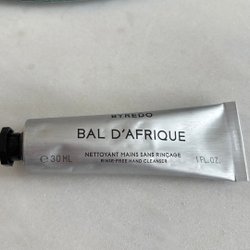 BYREDO
BAL D'AFRIQUE
NETTOYANT MAINS SANS RINÇAGE
RINSE-FREE HAND CLEANSER
e 30 ML
1 FL.OZ.